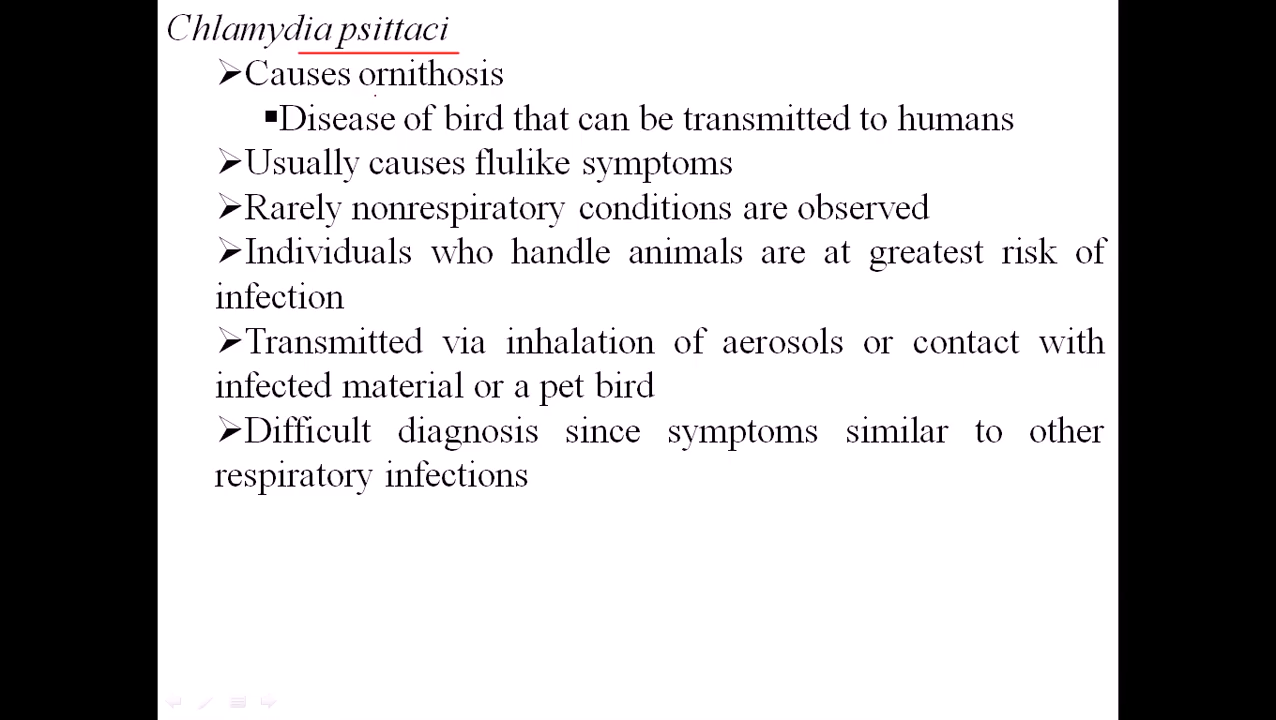 Chlamydia psittaci
➢Causes ornithosis
▪Disease of bird that can be transmitted to humans
➢Usually causes flulike symptoms
➢Rarely nonrespiratory conditions are observed
➢Individuals who handle animals are at greatest risk of
infection
➢Transmitted via inhalation of aerosols or contact with
infected material or a pet bird
➢Difficult diagnosis since symptoms similar to other
respiratory infections